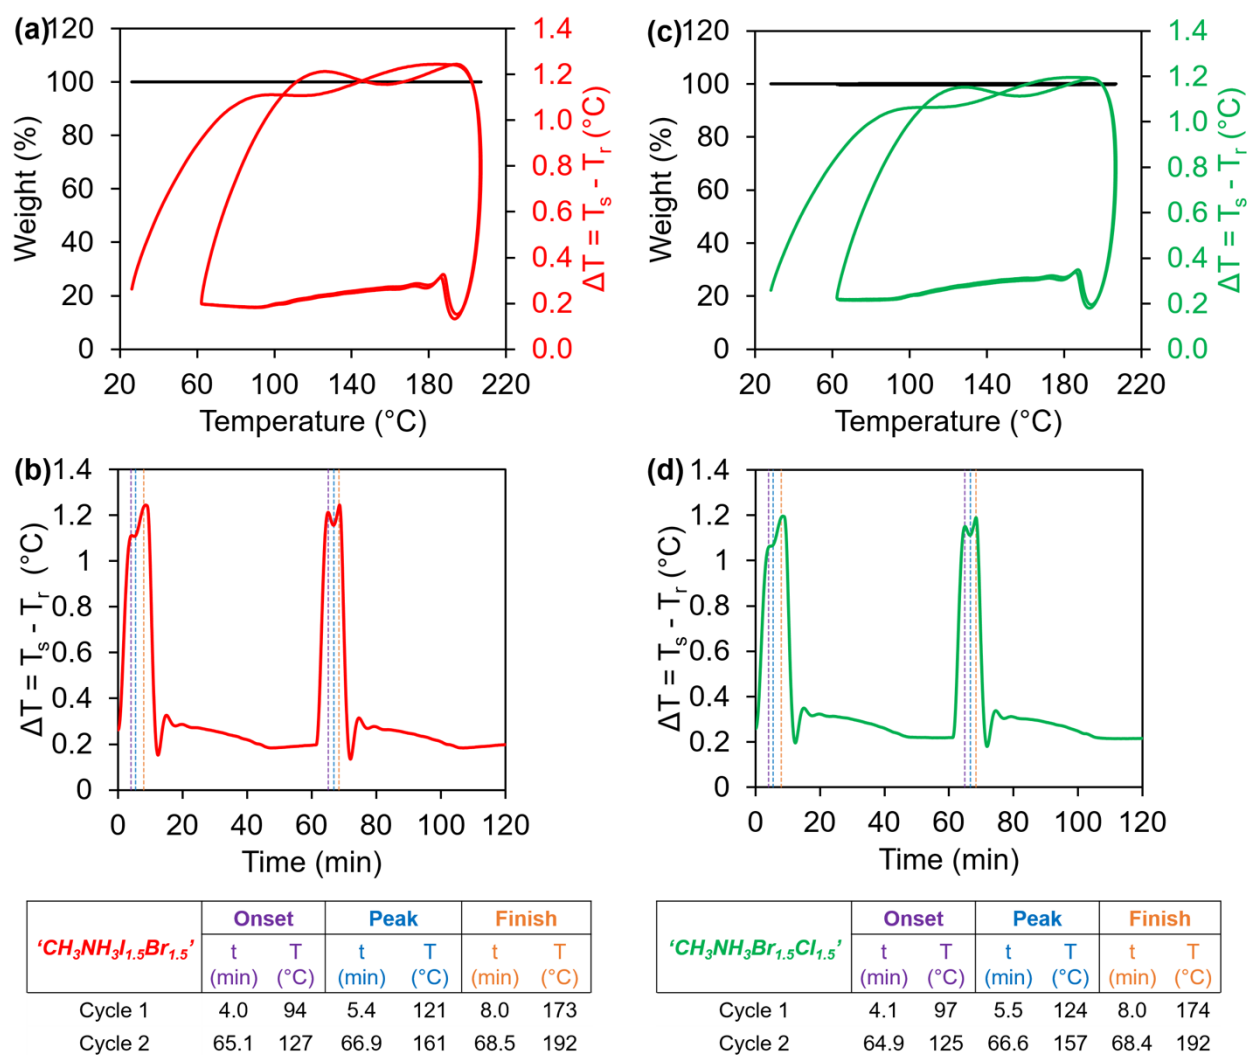 (a)
120
100
80
60
40
20
0
Weight (%)
1.4
1.2
1.0
0.8
0.6
0.4
0.2
0.0
ΔT = Ts - Tr (°C)
20 60 100 140 180 220
Temperature (°C)
(c)
120
100
80
60
40
20
0
Weight (%)
1.4
1.2
1.0
0.8
0.6
0.4
0.2
0.0
ΔT = Ts - Tr (°C)
20 60 100 140 180 220
Temperature (°C)
(b)
1.4
1.2
1
0.8
0.6
0.4
0.2
0
ΔT = Ts - Tr (°C)
0 20 40 60 80 100 120
Time (min)
(d)
1.4
1.2
1
0.8
0.6
0.4
0.2
0
ΔT = Ts - Tr (°C)
0 20 40 60 80 100 120
Time (min)
‘CH3NH3I1.5Br1.5’ Onset Peak Finish
t T t T t T
(min) (°C) (min) (°C) (min) (°C)
Cycle 1 4.0 94 5.4 121 8.0 173
Cycle 2 65.1 127 66.9 161 68.5 192
‘CH3NH3Br1.5Cl1.5’ Onset Peak Finish
t T t T t T
(min) (°C) (min) (°C) (min) (°C)
Cycle 1 4.1 97 5.5 124 8.0 174
Cycle 2 64.9 125 66.6 157 68.4 192